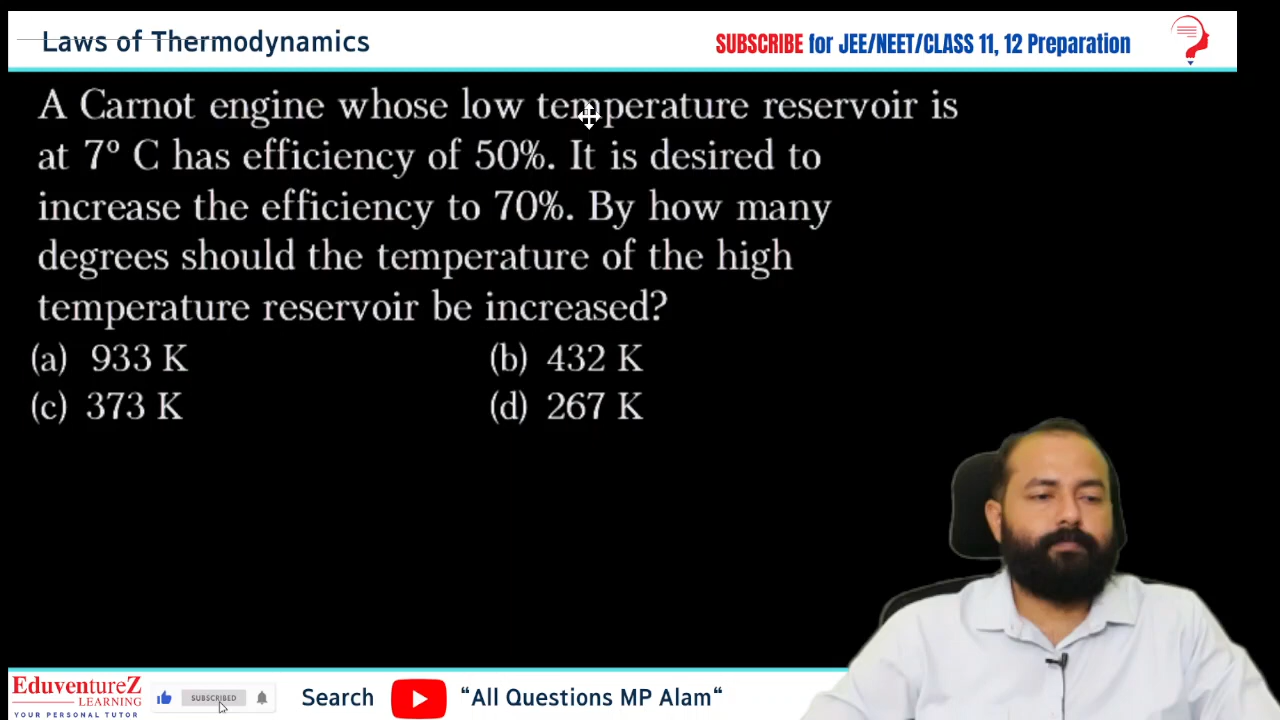 Laws of Thermodynamics
SUBSCRIBE for JEE/NEET/CLASS 11, 12 Preparation
A Carnot engine whose low temperature reservoir is
at 7° C has efficiency of 50%. It is desired to
increase the efficiency to 70%. By how many
degrees should the temperature of the high
temperature reservoir be increased?
(a) 933 K
(b) 432 K
(c) 373 K
(d) 267 K
EduventureZ
LEARNING
YOUR PERSONAL TUTOR
SUBSCRIBED
Search
“All Questions MP Alam“